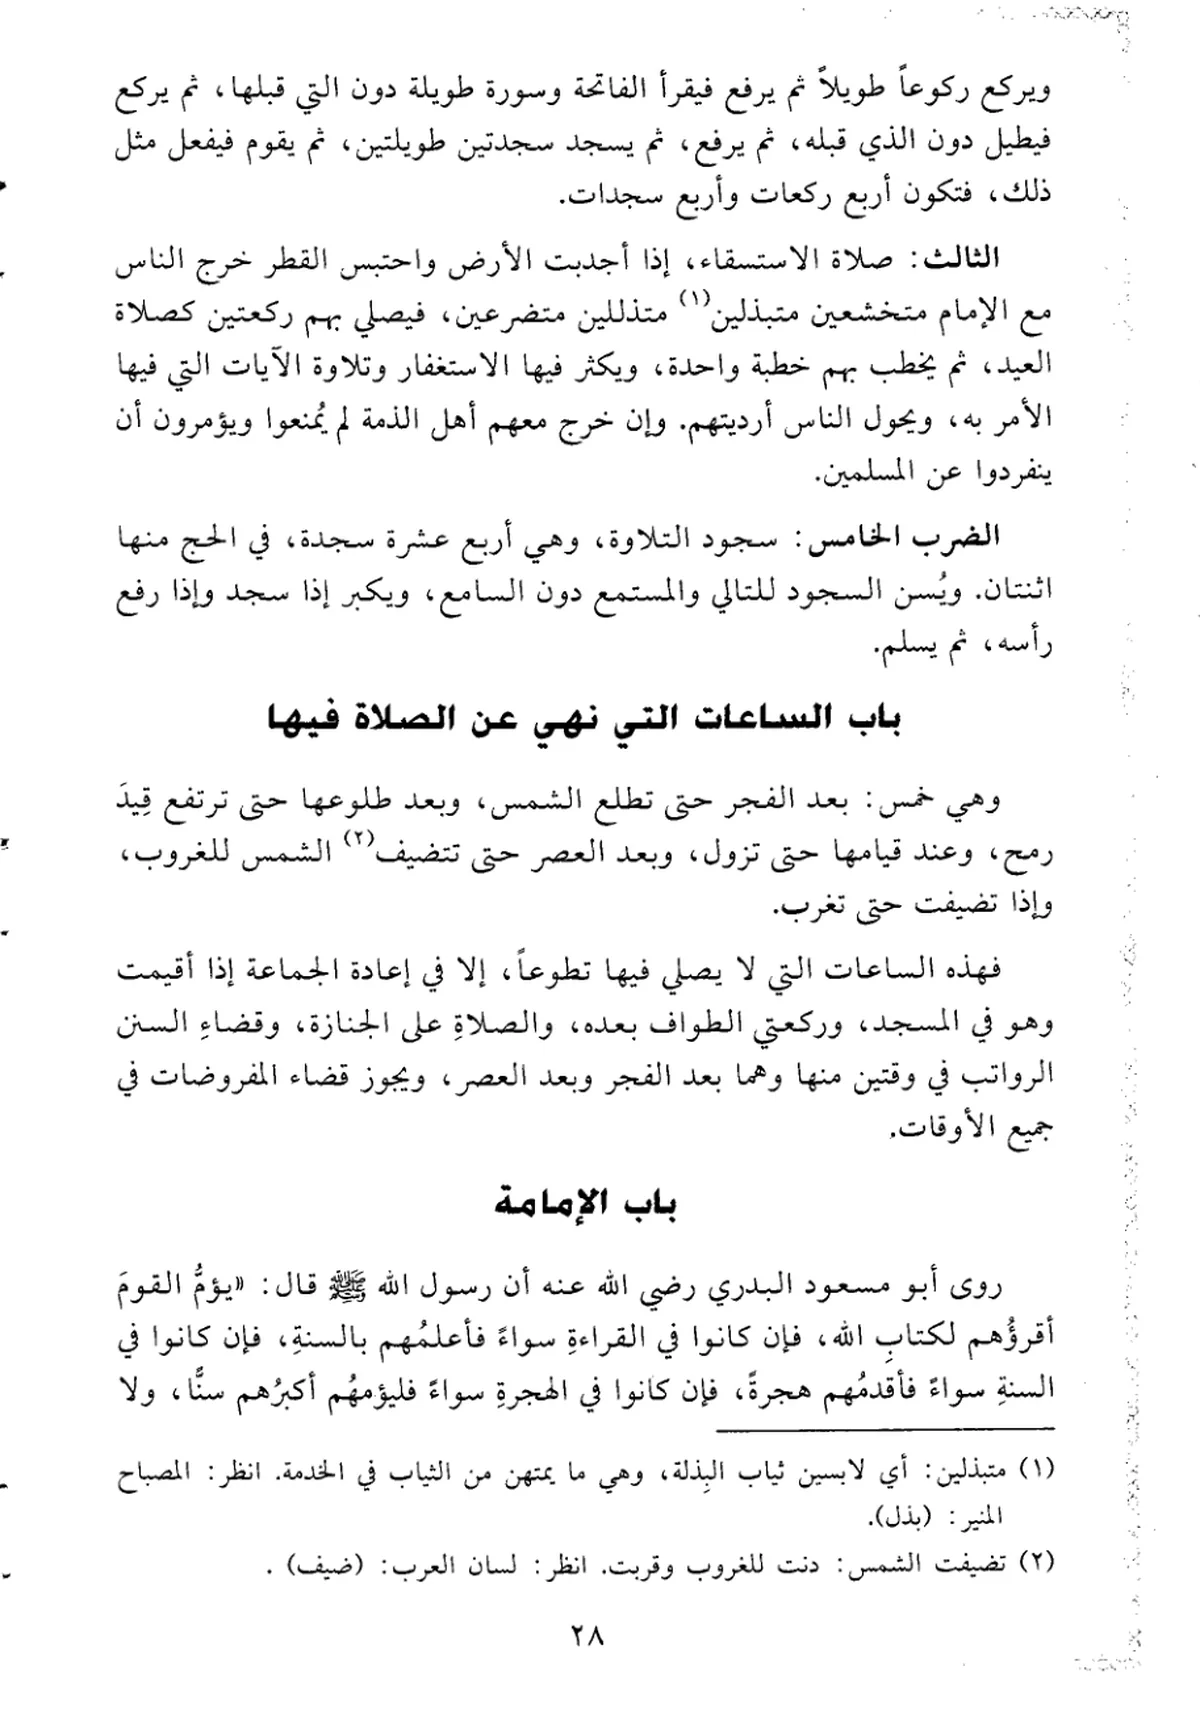 ويركع ركوعاً طويلاً ثم يرفع فيقرأ الفاتحة وسورة طويلة دون التي قبلها، ثم يركع
فيطيل دون الذي قبله، ثم يرفع، ثم يسجد سجدتين طويلتين، ثم يقوم فيفعل مثل
ذلك، فتكون أربع ركعات وأربع سجدات.
الثالث: صلاة الاستسقاء، إذا أجدبت الأرض واحتبس القطر خرج الناس
مع الإمام متخشعين متبذلين(١) متذللين متضرعين، فيصلي بهم ركعتين كصلاة
العيد، ثم يخطب بهم خطبة واحدة، ويكثر فيها الاستغفار وتلاوة الآيات التي فيها
الأمر به، ويحول الناس أرديتهم. وإن خرج معهم أهل الذمة لم يُمنعوا ويؤمرون أن
ينفردوا عن المسلمين.
الضرب الخامس: سجود التلاوة، وهي أربع عشرة سجدة، في الحج منها
اثنتان. ويُسن السجود للتالي والمستمع دون السامع، ويكبر إذا سجد وإذا رفع
رأسه، ثم يسلم.
باب الساعات التي نهي عن الصلاة فيها
وهي خمس: بعد الفجر حتى تطلع الشمس، وبعد طلوعها حتى ترتفع قِيدَ
رمح، وعند قيامها حتى تزول، وبعد العصر حتى تتضيف(٢) الشمس للغروب،
وإذا تضيفت حتى تغرب.
فهذه الساعات التي لا يصلي فيها تطوعاً، إلا في إعادة الجماعة إذا أقيمت
وهو في المسجد، وركعتي الطواف بعده، والصلاةِ على الجنازة، وقضاءِ السنن
الرواتب في وقتين منها وهما بعد الفجر وبعد العصر، ويجوز قضاء المفروضات في
جميع الأوقات.
باب الإمامة
روى أبو مسعود البدري رضي الله عنه أن رسول الله ﷺ قال: «يؤمُّ القومَ
أقرؤُهم لكتابِ الله، فإن كانوا في القراءةِ سواءً فأعلمُهم بالسنةِ، فإن كانوا في
السنةِ سواءً فأقدمُهم هجرةً، فإن كانوا في الهجرةِ سواءً فليؤمهُم أكبرُهم سنًّا، ولا
(١) متبذلين: أي لابسين ثياب البِذلة، وهي ما يمتهن من الثياب في الخدمة. انظر: المصباح
المنير: (بذل).
(٢) تضيفت الشمس: دنت للغروب وقربت. انظر: لسان العرب: (ضيف) .
٢٨